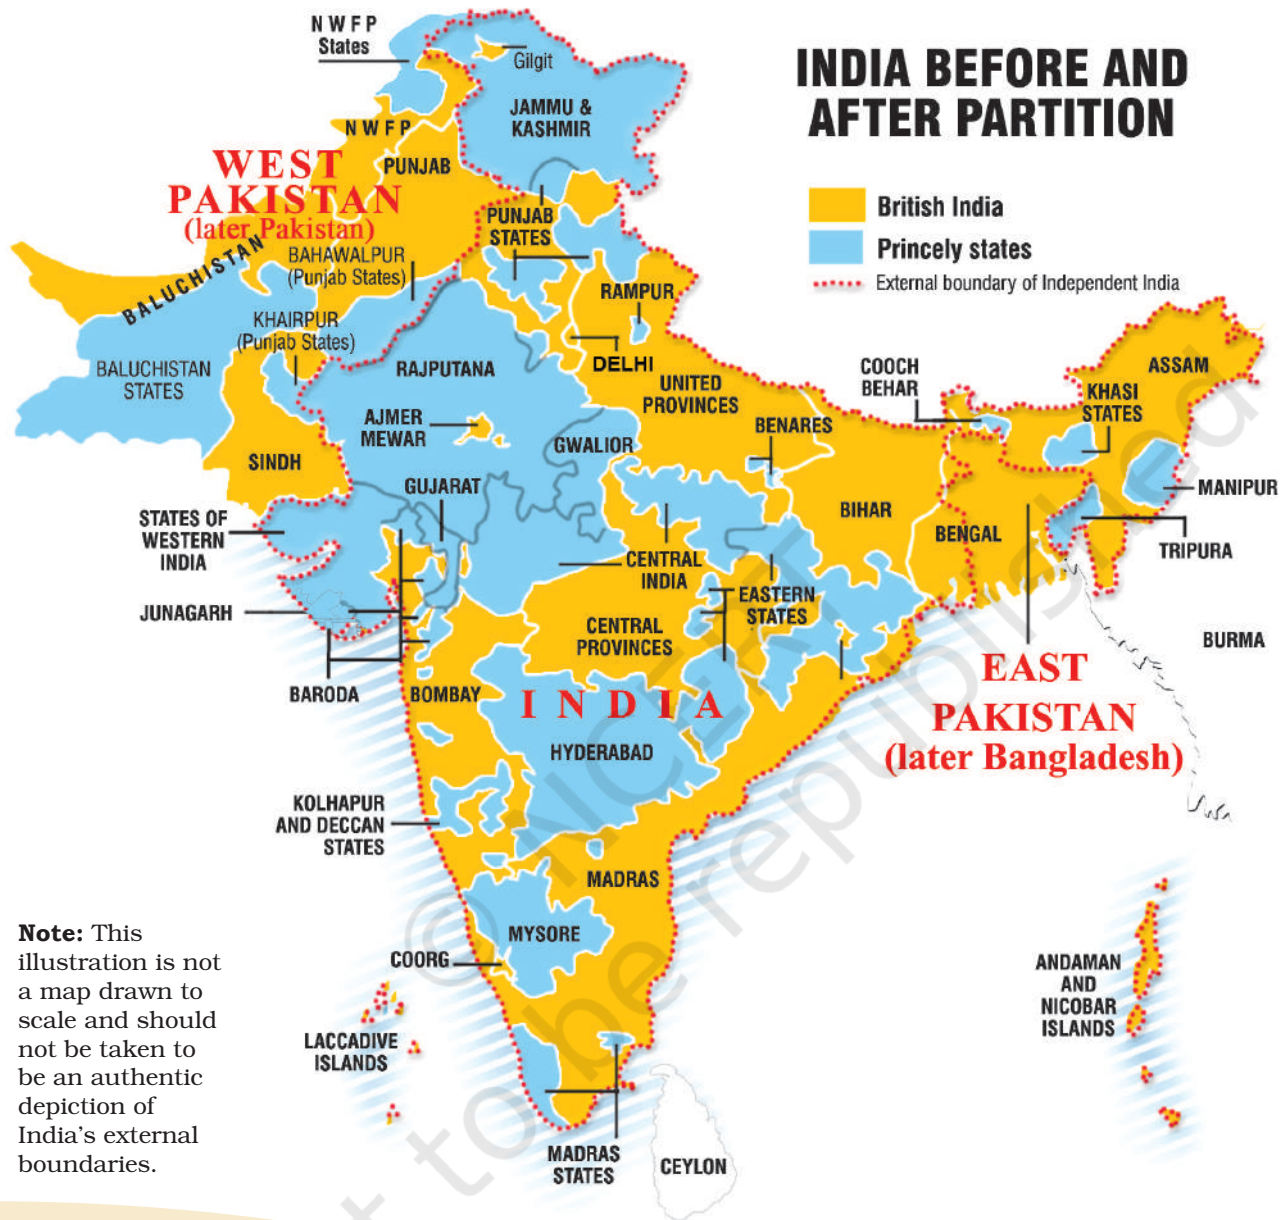 INDIA BEFORE AND
AFTER PARTITION
British India
Princely states
External boundary of Independent India
N W F P
States
Gilgit
JAMMU &
KASHMIR
N W F P
PUNJAB
WEST
PAKISTAN
(later Pakistan)
PUNJAB
STATES
BAHAWALPUR
(Punjab States)
BALUCHISTAN
KHAIRPUR
(Punjab States)
BALUCHISTAN
STATES
RAMPUR
DELHI
RAJPUTANA
UNITED
PROVINCES
COOCH
BEHAR
ASSAM
KHASI
STATES
AJMER
MEWAR
GWALIOR
BENARES
SINDH
GUJARAT
MANIPUR
BIHAR
BENGAL
TRIPURA
STATES OF
WESTERN
INDIA
CENTRAL
INDIA
EASTERN
STATES
JUNAGARH
CENTRAL
PROVINCES
BURMA
BARODA
BOMBAY
I N D I A
EAST
PAKISTAN
(later Bangladesh)
HYDERABAD
KOLHAPUR
AND DECCAN
STATES
MADRAS
MYSORE
COORG
ANDAMAN
AND
NICOBAR
ISLANDS
LACCADIVE
ISLANDS
MADRAS
STATES
CEYLON
Note: This
illustration is not
a map drawn to
scale and should
not be taken to
be an authentic
depiction of
India's external
boundaries.
© NCERT
not to be republished